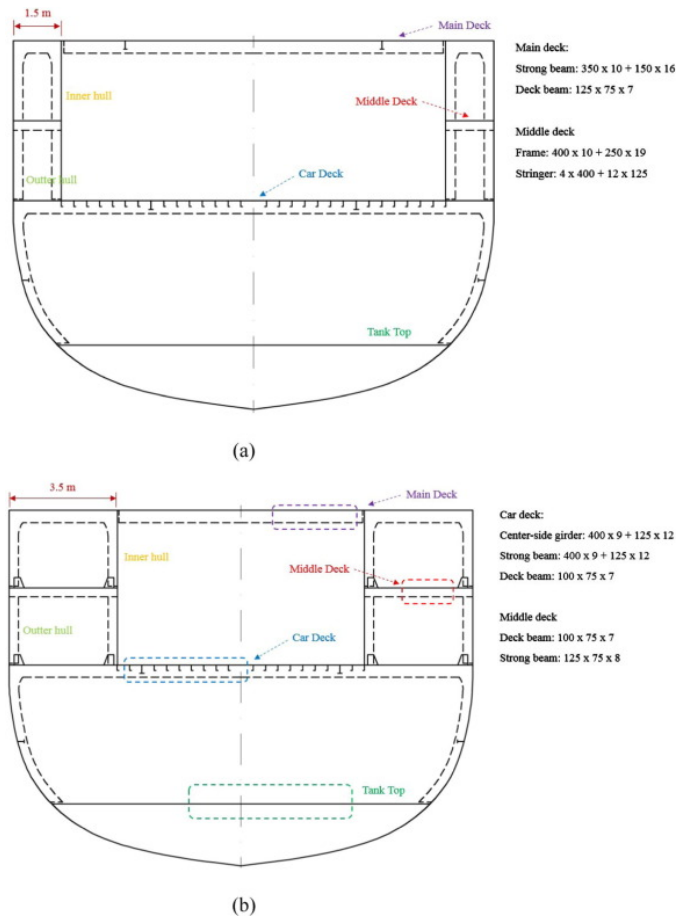 1.5 m
Main Deck
Main deck:
Strong beam: 350 x 10 + 150 x 16
Deck beam: 125 x 75 x 7
Inner hull
Middle Deck
Middle deck
Frame: 400 x 10 + 250 x 19
Stringer: 4 x 400 + 12 x 125
Outter hull
Car Deck
Tank Top
(a)
3.5 m
Main Deck
Car deck:
Center-side girder: 400 x 9 + 125 x 12
Strong beam: 400 x 9 + 125 x 12
Deck beam: 100 x 75 x 7
Inner hull
Middle Deck
Middle deck
Deck beam: 100 x 75 x 7
Strong beam: 125 x 75 x 8
Outter hull
Car Deck
Tank Top
(b)